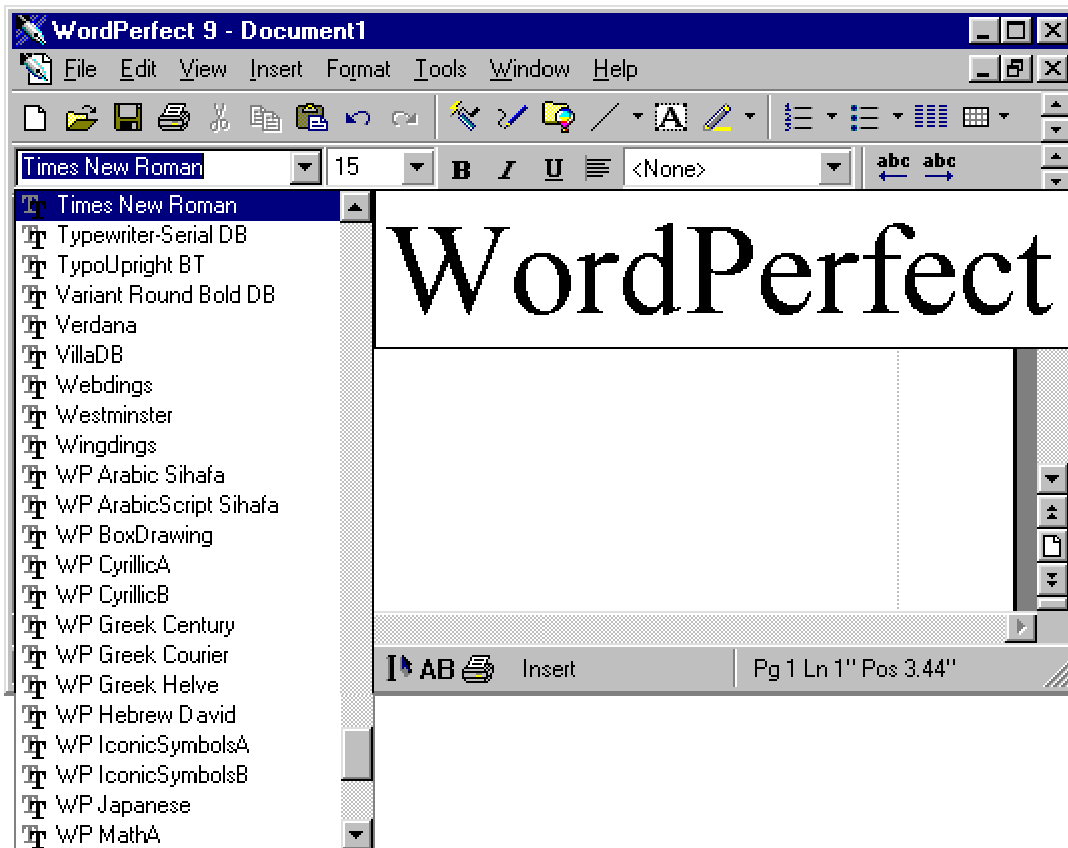 WordPerfect 9 - Document1
File Edit View Insert Format Tools Window Help
A
Times New Roman 15 B I U <None> abc abc
Times New Roman
Typewriter-Serial DB
TypoUpright BT
Variant Round Bold DB
Verdana
VillaDB
Webdings
Westminster
Wingdings
WP Arabic Sihafa
WP ArabicScript Sihafa
WP BoxDrawing
WP CyrillicA
WP CyrillicB
WP Greek Century
WP Greek Courier
WP Greek Helve
WP Hebrew David
WP IconicSymbolsA
WP IconicSymbolsB
WP Japanese
WP MathA
WordPerfect
AB Insert Pg 1 Ln 1" Pos 3.44"